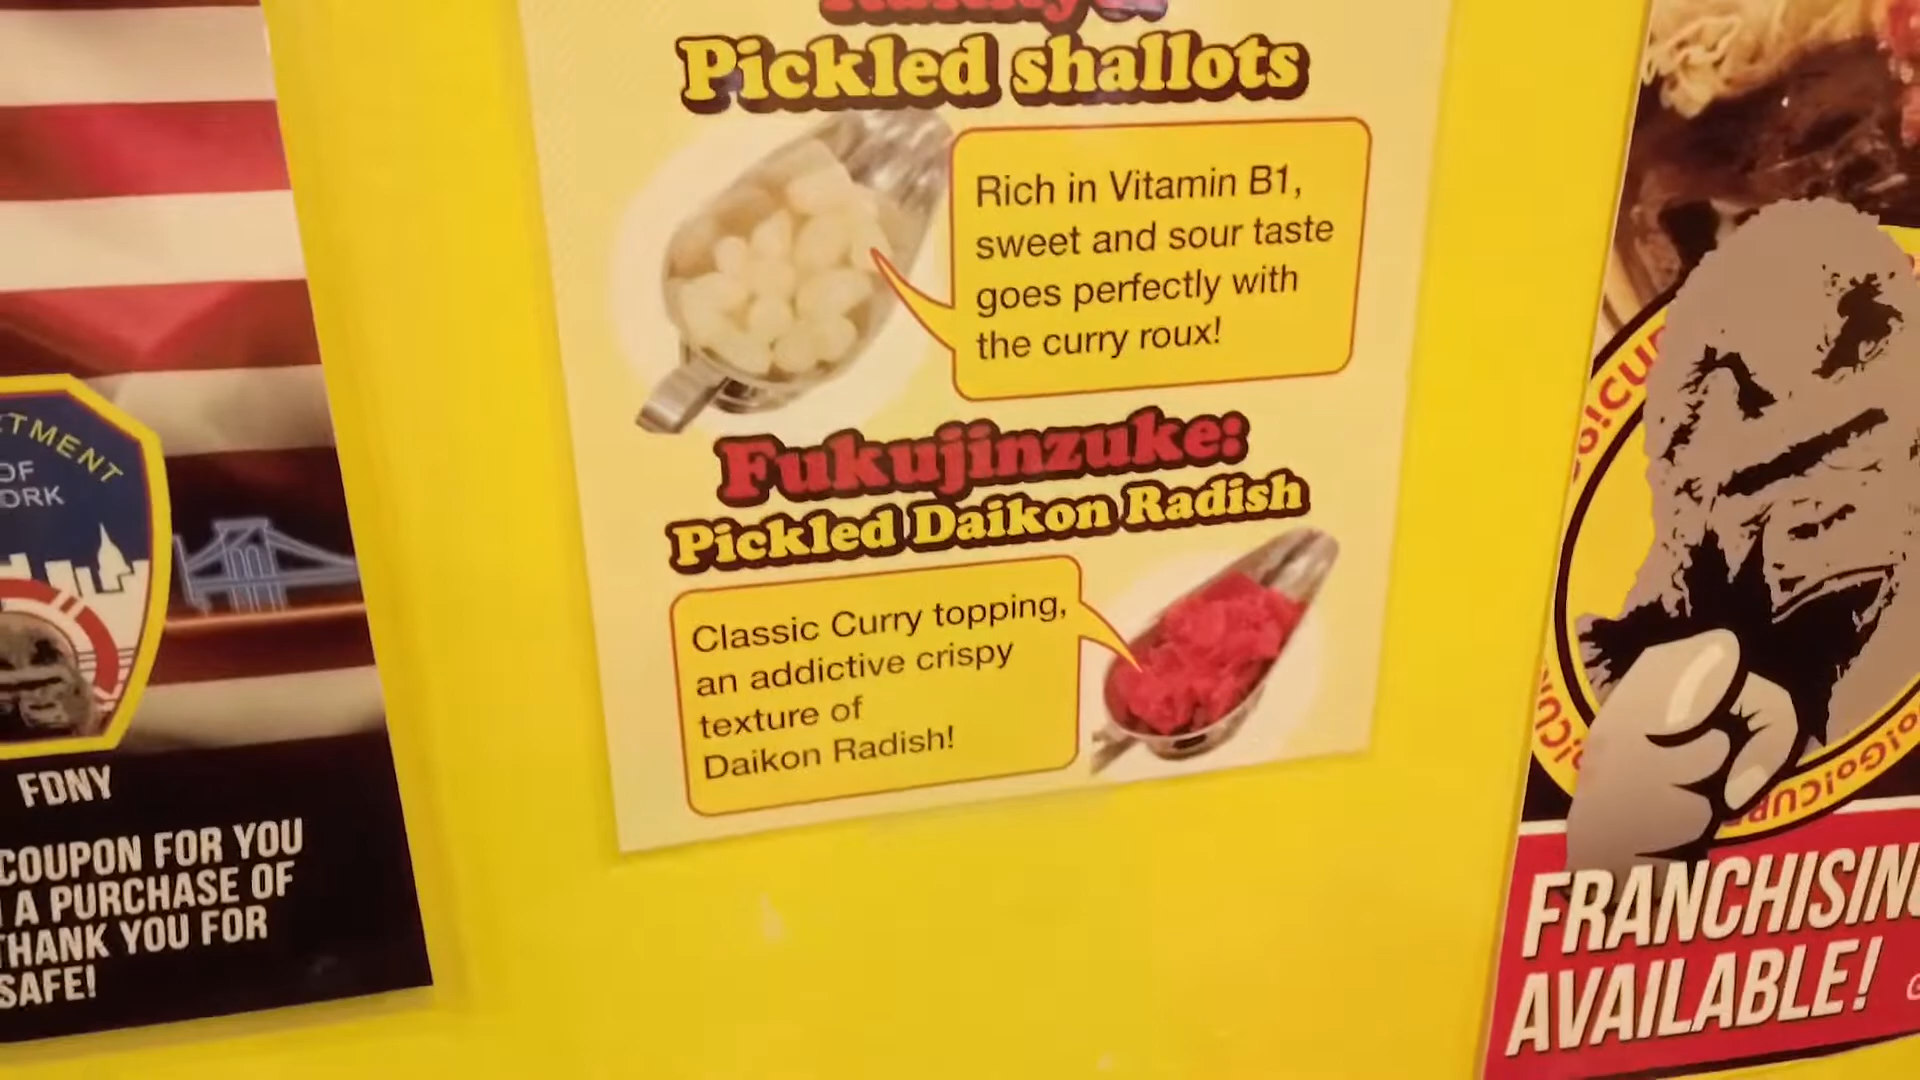 Pickled shallots
Rich in Vitamin B1,
sweet and sour taste
goes perfectly with
the curry roux!
Fukujinzuke:
Pickled Daikon Radish
Classic Curry topping,
an addictive crispy
texture of
Daikon Radish!
OF
FDNY
COUPON FOR YOU
A PURCHASE OF
THANK YOU FOR
SAFE!
Go!
FRANCHISING
AVAILABLE!